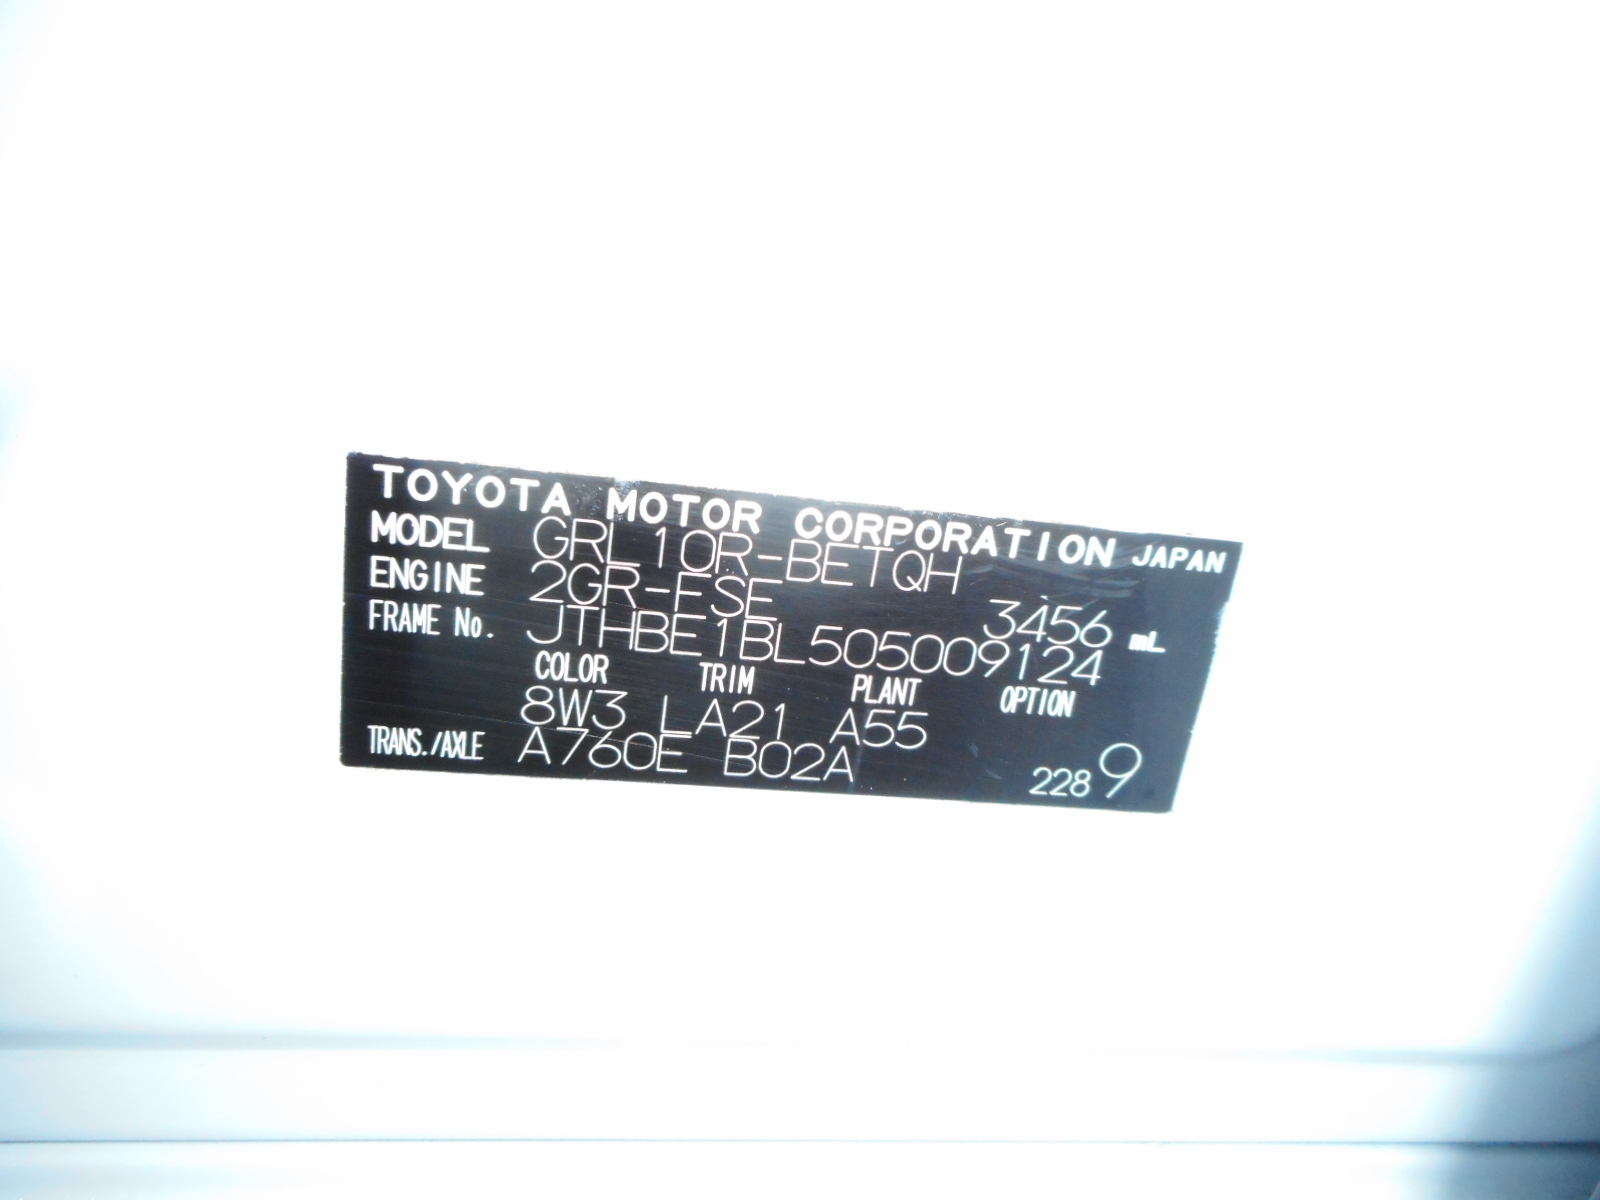 TOYOTA MOTOR CORPORATION JAPAN
MODEL GRL10R-BETQH
ENGINE 2GR-FSE 3456 mL
FRAME No. JTHBE1BL505009124
COLOR TRIM PLANT OPTION
8W3 LA21 A55
TRANS./AXLE A760E B02A
228 9